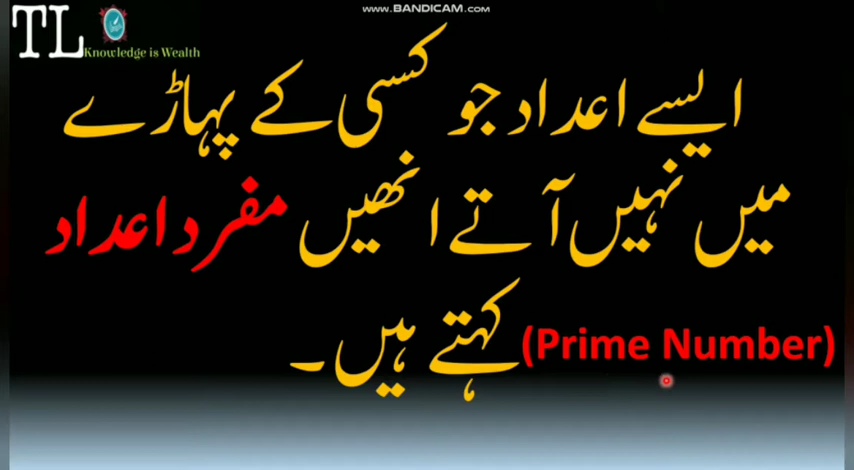 WWW.BANDICAM.COM
TL
Knowledge is Wealth
ایسے اعداد جو کسی کے پہاڑے
میں نہیں آتے انھیں مفرد اعداد
(Prime Number) کہتے ہیں۔